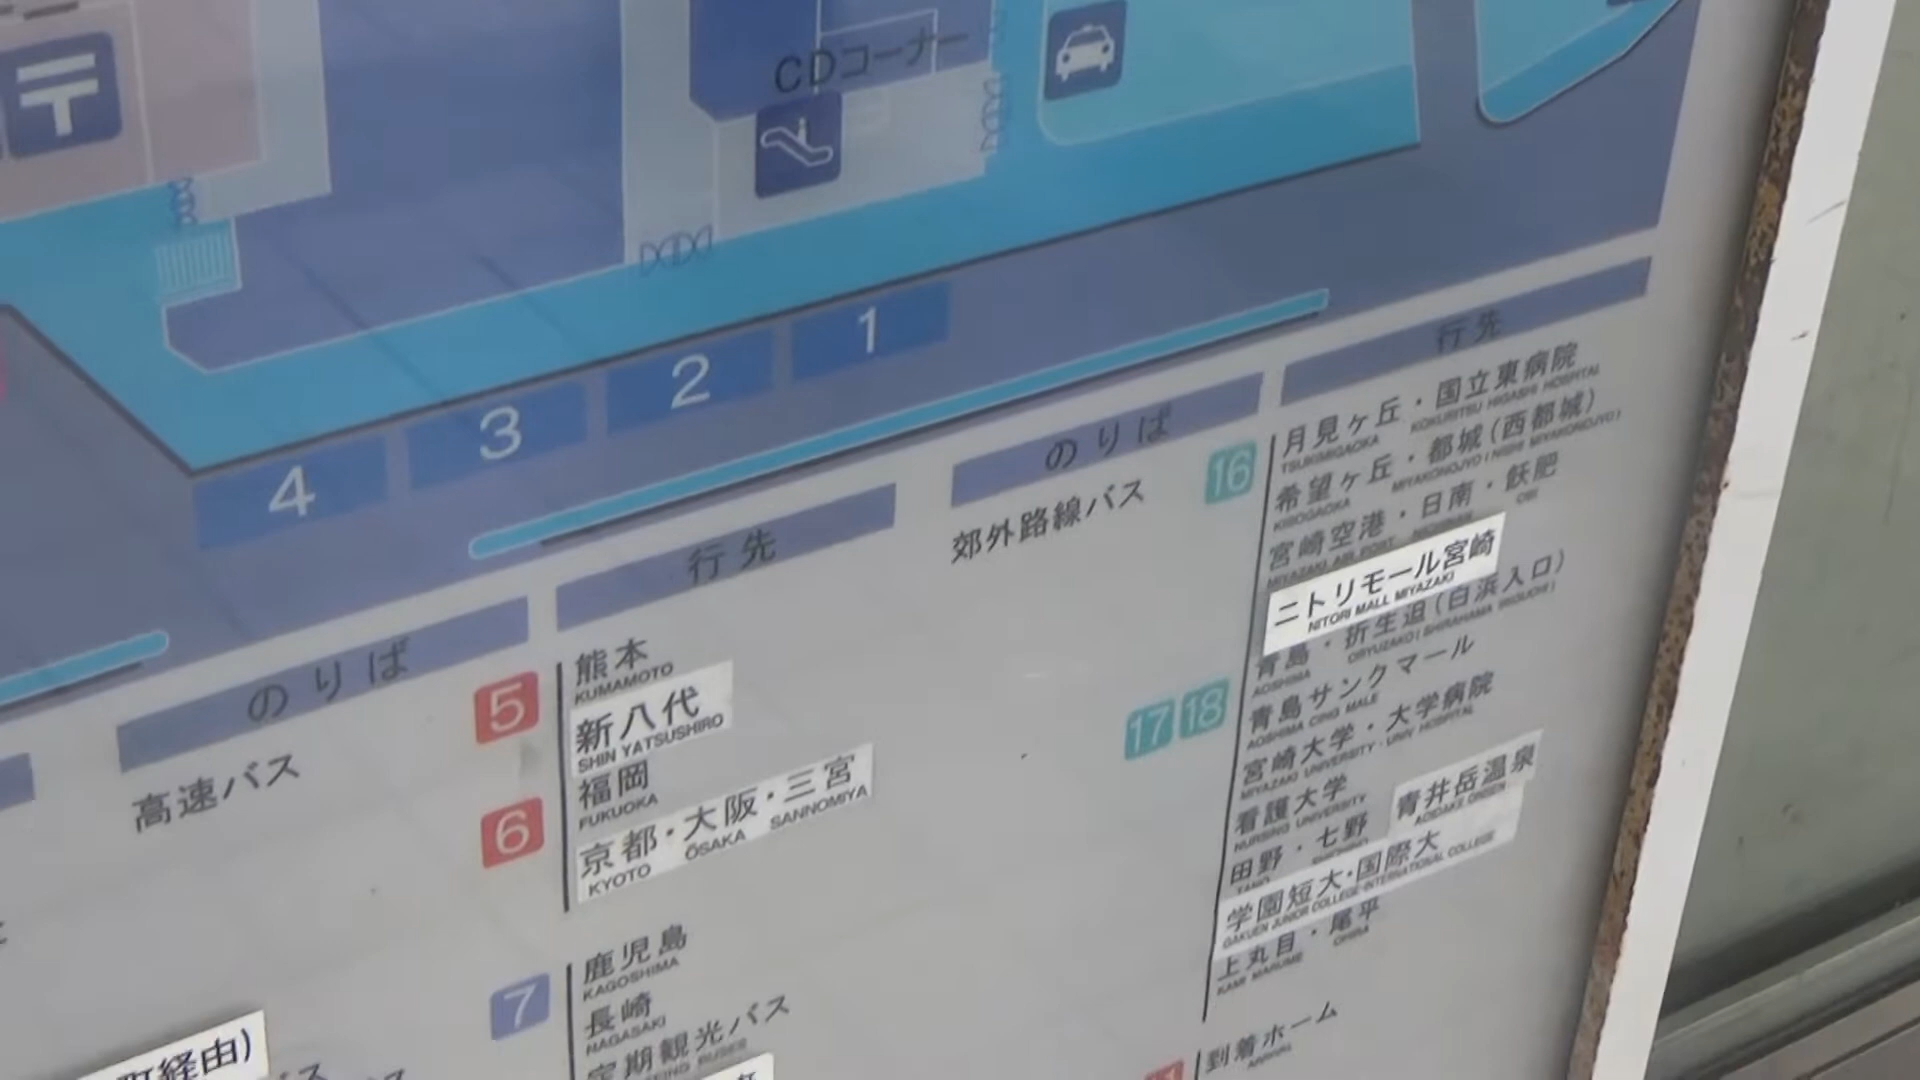 CDコーナー
1
2
3
4
のりば
行先
高速バス
5
熊本
KUMAMOTO
新八代
SHIN YATSUSHIRO
福岡
FUKUOKA
6
京都・大阪・三宮
KYOTO OSAKA SANNOMIYA
7
鹿児島
KAGOSHIMA
長崎
NAGASAKI
定期観光バス
経由)
のりば
行先
郊外路線バス
16
月見ヶ丘・国立東病院
TSUKIMIGAOKA KOKURITSU HIGASHI HOSPITAL
希望ヶ丘・都城(西都城)
KIBOGAOKA MIYAKONOJYO ( NISHI MIYAKONOJYO )
宮崎空港・日南・飫肥
MIYAZAKI AIRPORT NICHINAN OBI
ニトリモール宮崎
NITORI MALL MIYAZAKI
青島・折生迫(白浜入口)
AOSHIMA ORYUZAKO ( SHIRAHAMA IRIGUCHI )
17 18
青島サンクマール
AOSHIMA CINQ MALE
宮崎大学・大学病院
MIYAZAKI UNIVERSITY・UNIV HOSPITAL
看護大学
NURSING UNIVERSITY
青井岳温泉
AOIDAKE ONSEN
田野・七野
TANO SHICHINO
学園短大・国際大
GAKUEN JUNIOR COLLEGE・INTERNATIONAL COLLEGE
上丸目・尾平
KAMI MARUME OHIRA
到着ホーム
ARRIVAL